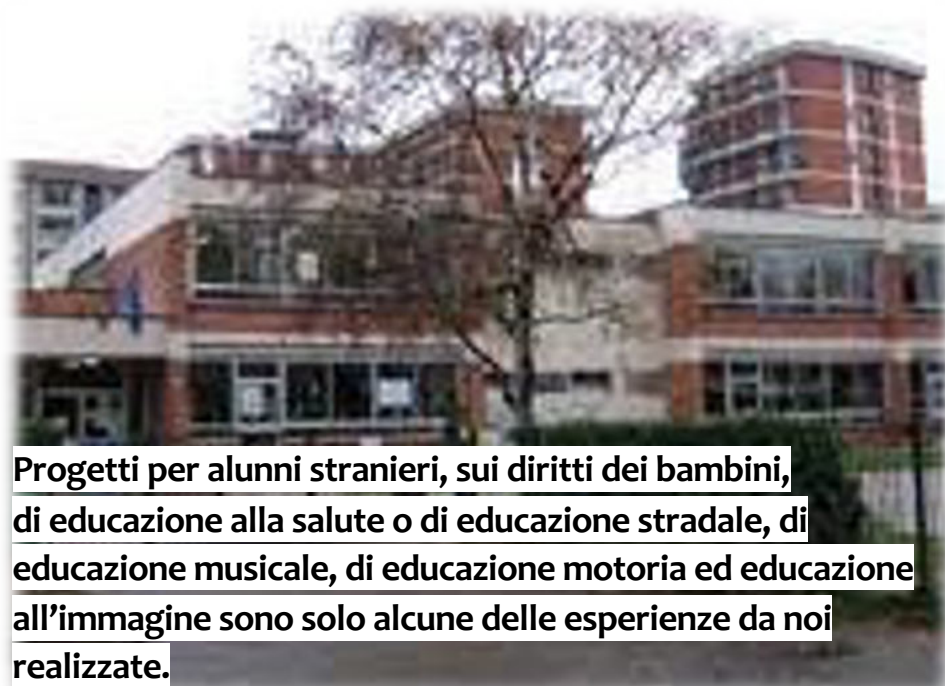 Progetti per alunni stranieri, sui diritti dei bambini,
di educazione alla salute o di educazione stradale, di
educazione musicale, di educazione motoria ed educazione
all’immagine sono solo alcune delle esperienze da noi
realizzate.